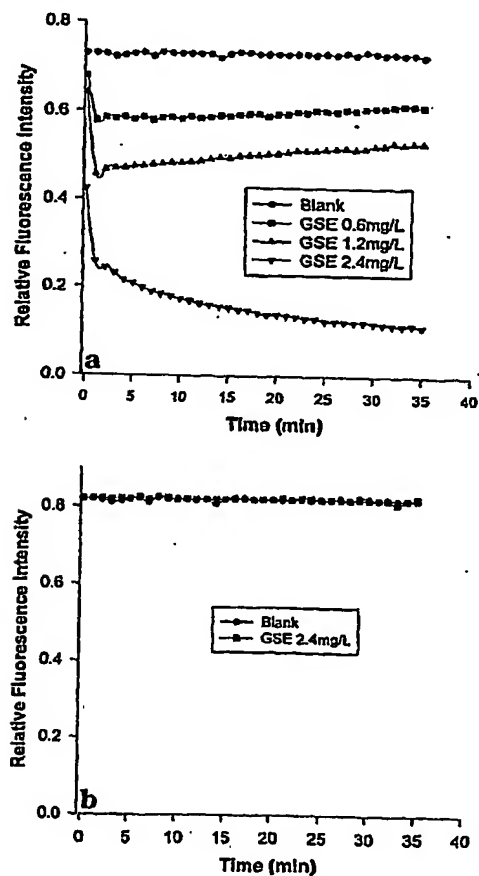 Relative Fluorescence Intensity
0.8
0.6
0.4
0.2
0.0
Blank
GSE 0.6mg/L
GSE 1.2mg/L
GSE 2.4mg/L
a
0 5 10 15 20 25 30 35 40
Time (min)
Relative Fluorescence Intensity
0.8
0.6
0.4
0.2
0.0
Blank
GSE 2.4mg/L
b
0 5 10 15 20 25 30 35 40
Time (min)